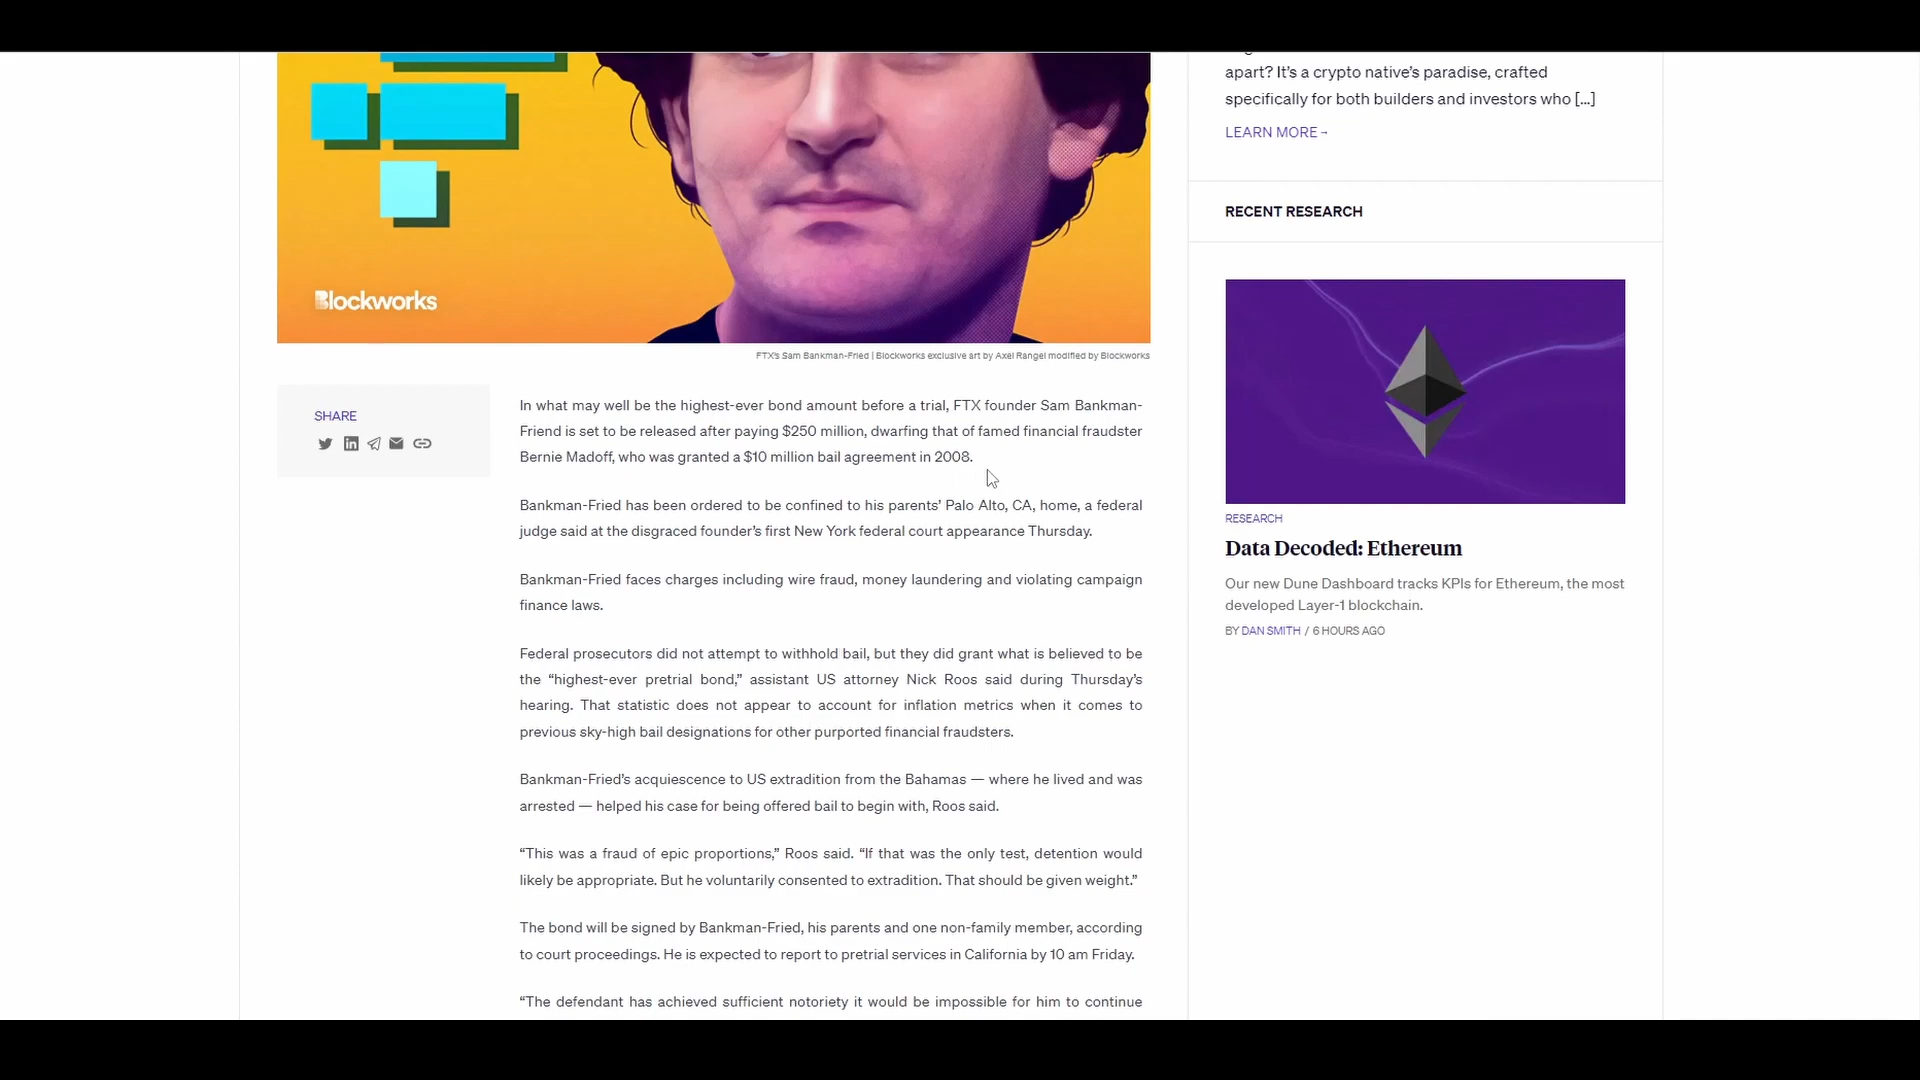 Blockworks
FTX's Sam Bankman-Fried | Blockworks exclusive art by Axel Rangel modified by Blockworks
SHARE
In what may well be the highest-ever bond amount before a trial, FTX founder Sam Bankman-
Friend is set to be released after paying $250 million, dwarfing that of famed financial fraudster
Bernie Madoff, who was granted a $10 million bail agreement in 2008.
Bankman-Fried has been ordered to be confined to his parents’ Palo Alto, CA, home, a federal
judge said at the disgraced founder’s first New York federal court appearance Thursday.
Bankman-Fried faces charges including wire fraud, money laundering and violating campaign
finance laws.
Federal prosecutors did not attempt to withhold bail, but they did grant what is believed to be
the “highest-ever pretrial bond,” assistant US attorney Nick Roos said during Thursday’s
hearing. That statistic does not appear to account for inflation metrics when it comes to
previous sky-high bail designations for other purported financial fraudsters.
Bankman-Fried’s acquiescence to US extradition from the Bahamas — where he lived and was
arrested — helped his case for being offered bail to begin with, Roos said.
“This was a fraud of epic proportions,” Roos said. “If that was the only test, detention would
likely be appropriate. But he voluntarily consented to extradition. That should be given weight.”
The bond will be signed by Bankman-Fried, his parents and one non-family member, according
to court proceedings. He is expected to report to pretrial services in California by 10 am Friday.
“The defendant has achieved sufficient notoriety it would be impossible for him to continue
apart? It’s a crypto native’s paradise, crafted
specifically for both builders and investors who [...]
LEARN MORE→
RECENT RESEARCH
RESEARCH
Data Decoded: Ethereum
Our new Dune Dashboard tracks KPIs for Ethereum, the most
developed Layer-1 blockchain.
BY DAN SMITH / 6 HOURS AGO